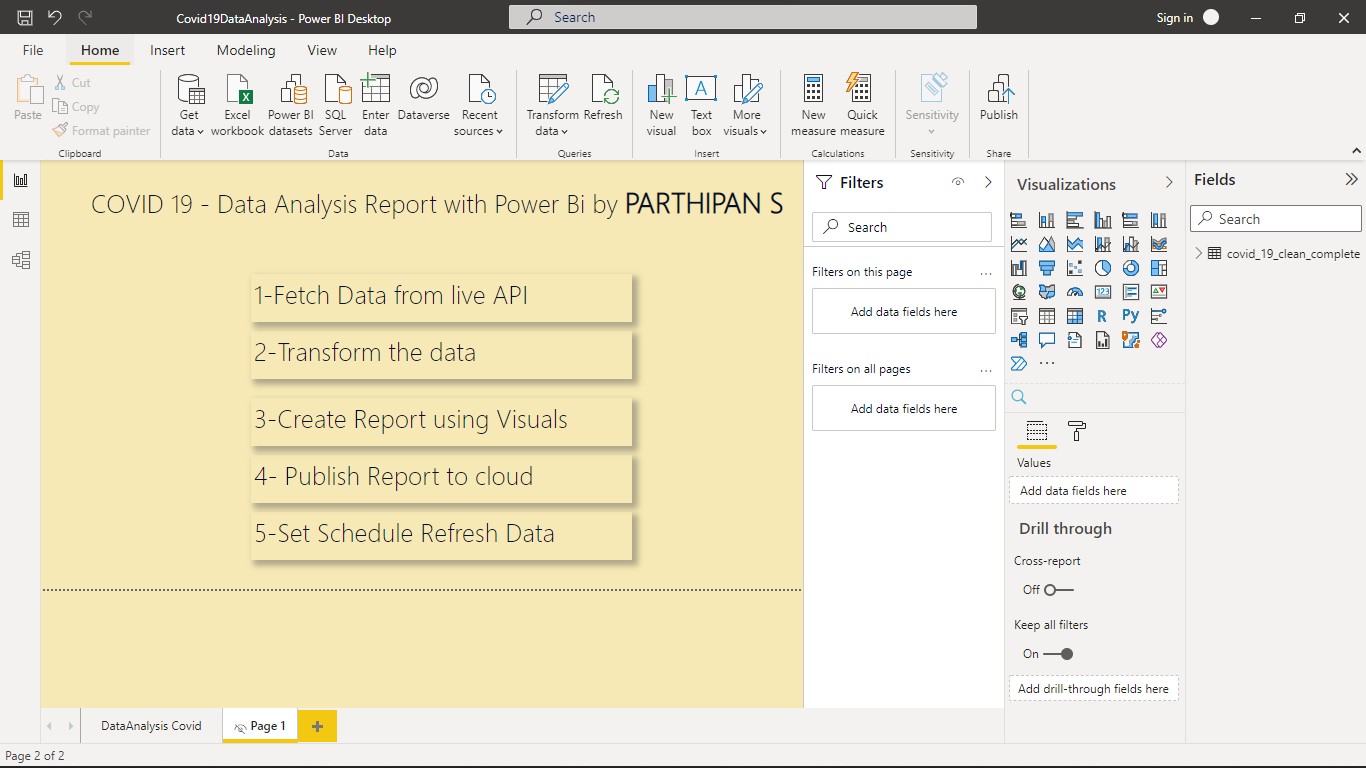 Covid19DataAnalysis - Power BI Desktop
Search
Sign in
File Home Insert Modeling View Help
Paste
Cut
Copy
Format painter
Clipboard
Get data
Excel workbook
Power BI datasets
SQL Server
Enter data
Dataverse
Recent sources
Data
Transform data
Refresh
Queries
New visual
Text box
More visuals
Insert
New measure
Quick measure
Calculations
Sensitivity
Sensitivity
Publish
Share
COVID 19 - Data Analysis Report with Power Bi by PARTHIPAN S
1-Fetch Data from live API
2-Transform the data
3-Create Report using Visuals
4- Publish Report to cloud
5-Set Schedule Refresh Data
Filters
Search
Filters on this page
...
Add data fields here
Filters on all pages
...
Add data fields here
Visualizations
123
R
Py
...
Values
Add data fields here
Drill through
Cross-report
Off
Keep all filters
On
Add drill-through fields here
Fields
Search
covid_19_clean_complete
DataAnalysis Covid
Page 1
+
Page 2 of 2